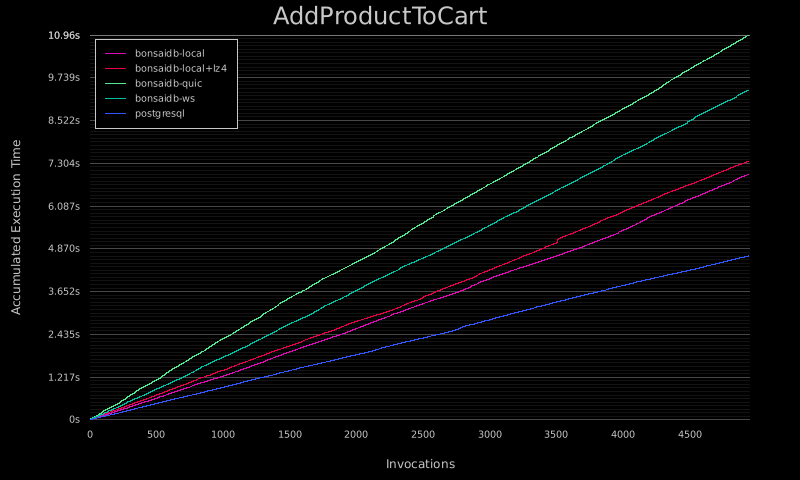 AddProductToCart
10.96s
9.739s
8.522s
7.304s
6.087s
4.870s
3.652s
2.435s
1.217s
0s
Accumulated Execution Time
bonsaidb-local
bonsaidb-local+lz4
bonsaidb-quic
bonsaidb-ws
postgresql
0 500 1000 1500 2000 2500 3000 3500 4000 4500
Invocations